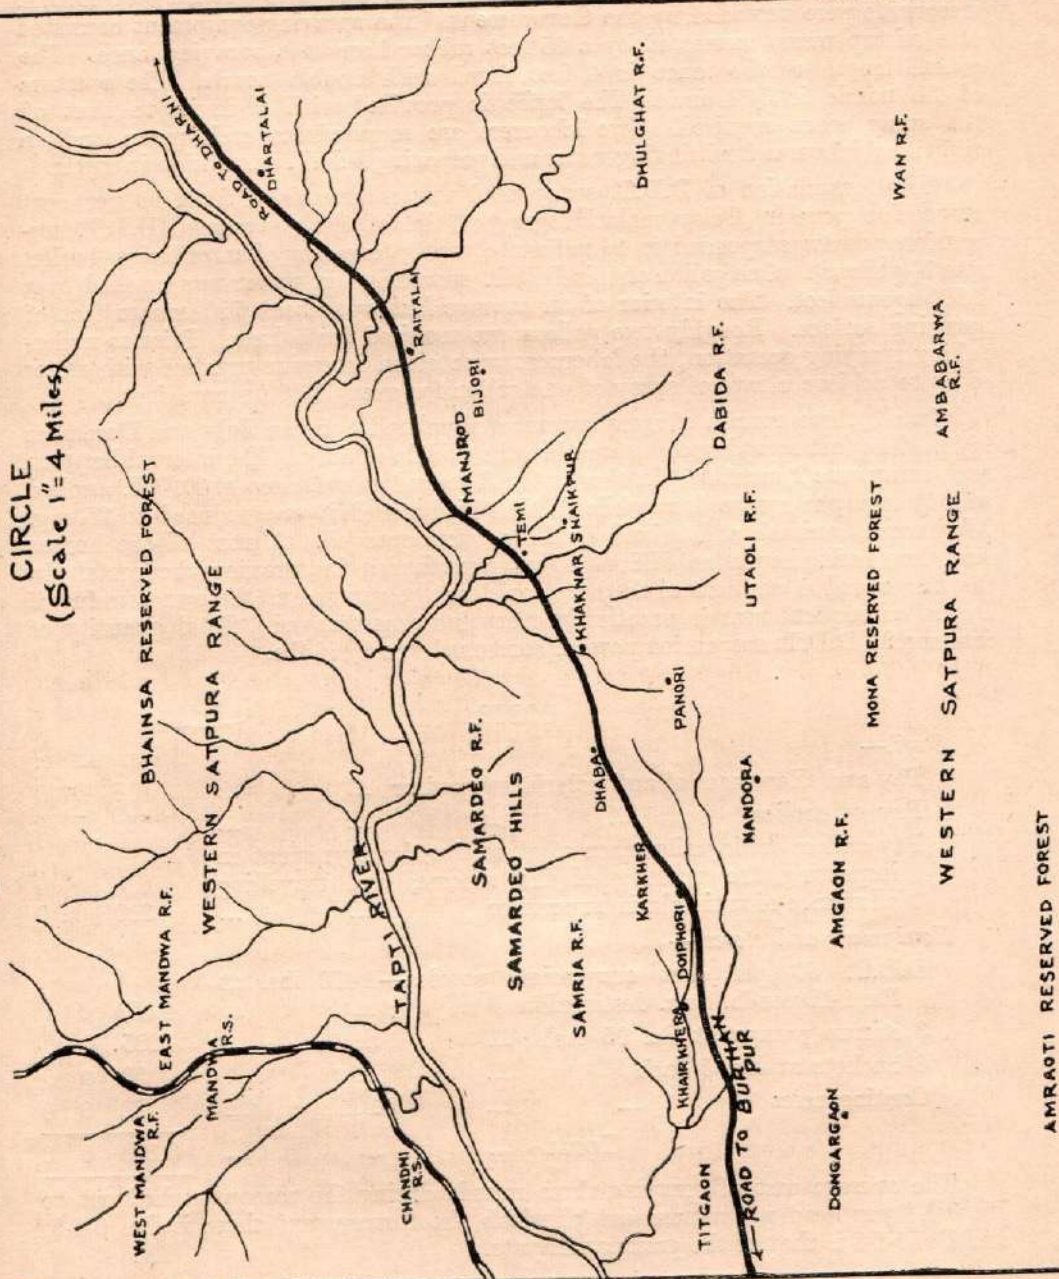 CIRCLE
(Scale 1"=4 Miles)
BHAINSA RESERVED FOREST
WESTERN SATPURA RANGE
WEST MANDWA
R.F.
EAST MANDWA R.F.
MANDWA
R.S.
CHANDNI
R.S.
TAPTI RIVER
ROAD TO DHARNI
DHARTALAI
RAITALAI
BIJORI
MANJROD
TEMI
SHAIKPUR
KHAKNAR
SAMARDEO R.F.
SAMARDEO HILLS
SAMRIA R.F.
DHABA
PANORI
KARKHER
DOIPHORI
KHAIRKHERA
NANDORA
TITGAON
ROAD TO BURHAN
PUR
DONGARGAON
AMGAON R.F.
DHULGHAT R.F.
WAN R.F.
DABIDA R.F.
UTAOLI R.F.
AMBABARWA
R.F.
MONA RESERVED FOREST
WESTERN SATPURA RANGE
AMRAOTI RESERVED FOREST